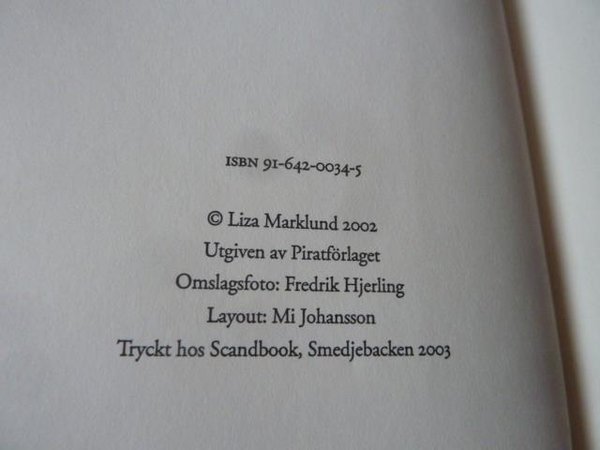 ISBN 91-642-0034-5
© Liza Marklund 2002
Utgiven av Piratförlaget
Omslagsfoto: Fredrik Hjerling
Layout: Mi Johansson
Tryckt hos Scandbook, Smedjebacken 2003